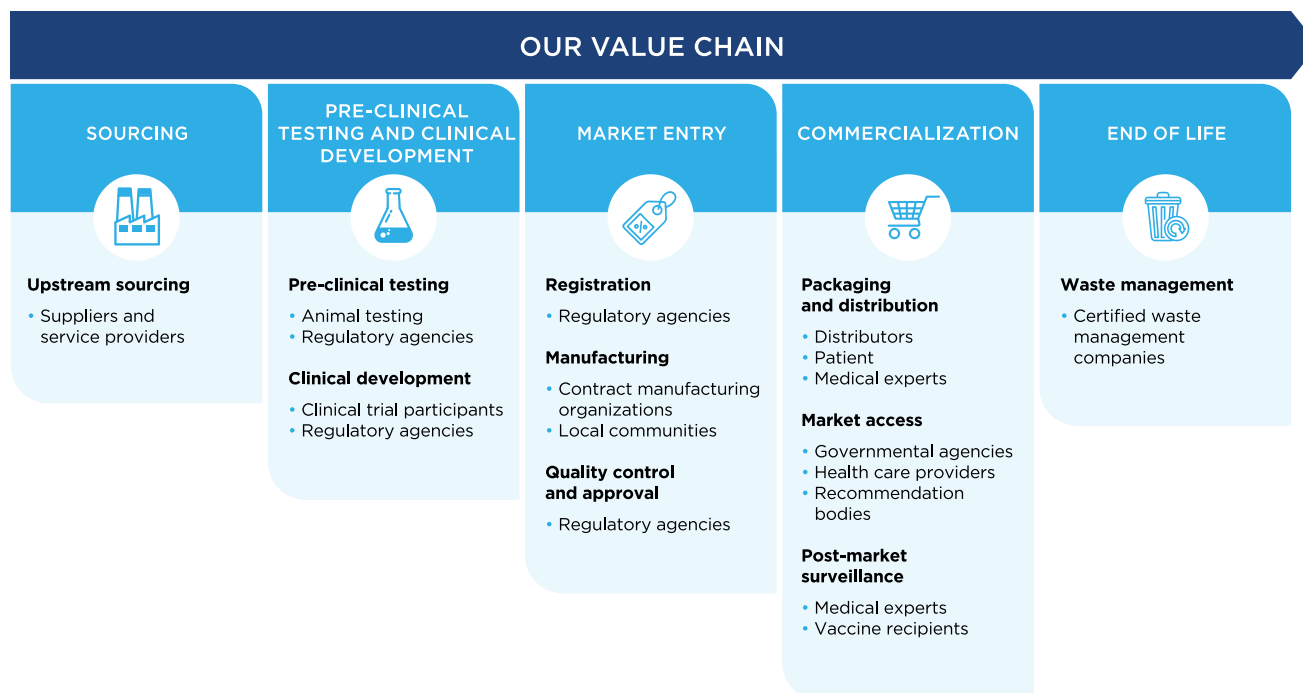 OUR VALUE CHAIN
SOURCING
Upstream sourcing
• Suppliers and
service providers
PRE-CLINICAL
TESTING AND CLINICAL
DEVELOPMENT
Pre-clinical testing
• Animal testing
• Regulatory agencies
Clinical development
• Clinical trial participants
• Regulatory agencies
MARKET ENTRY
%
Registration
• Regulatory agencies
Manufacturing
• Contract manufacturing
organizations
• Local communities
Quality control
and approval
• Regulatory agencies
COMMERCIALIZATION
Packaging
and distribution
• Distributors
• Patient
• Medical experts
Market access
• Governmental agencies
• Health care providers
• Recommendation
bodies
Post-market
surveillance
• Medical experts
• Vaccine recipients
END OF LIFE
Waste management
• Certified waste
management
companies